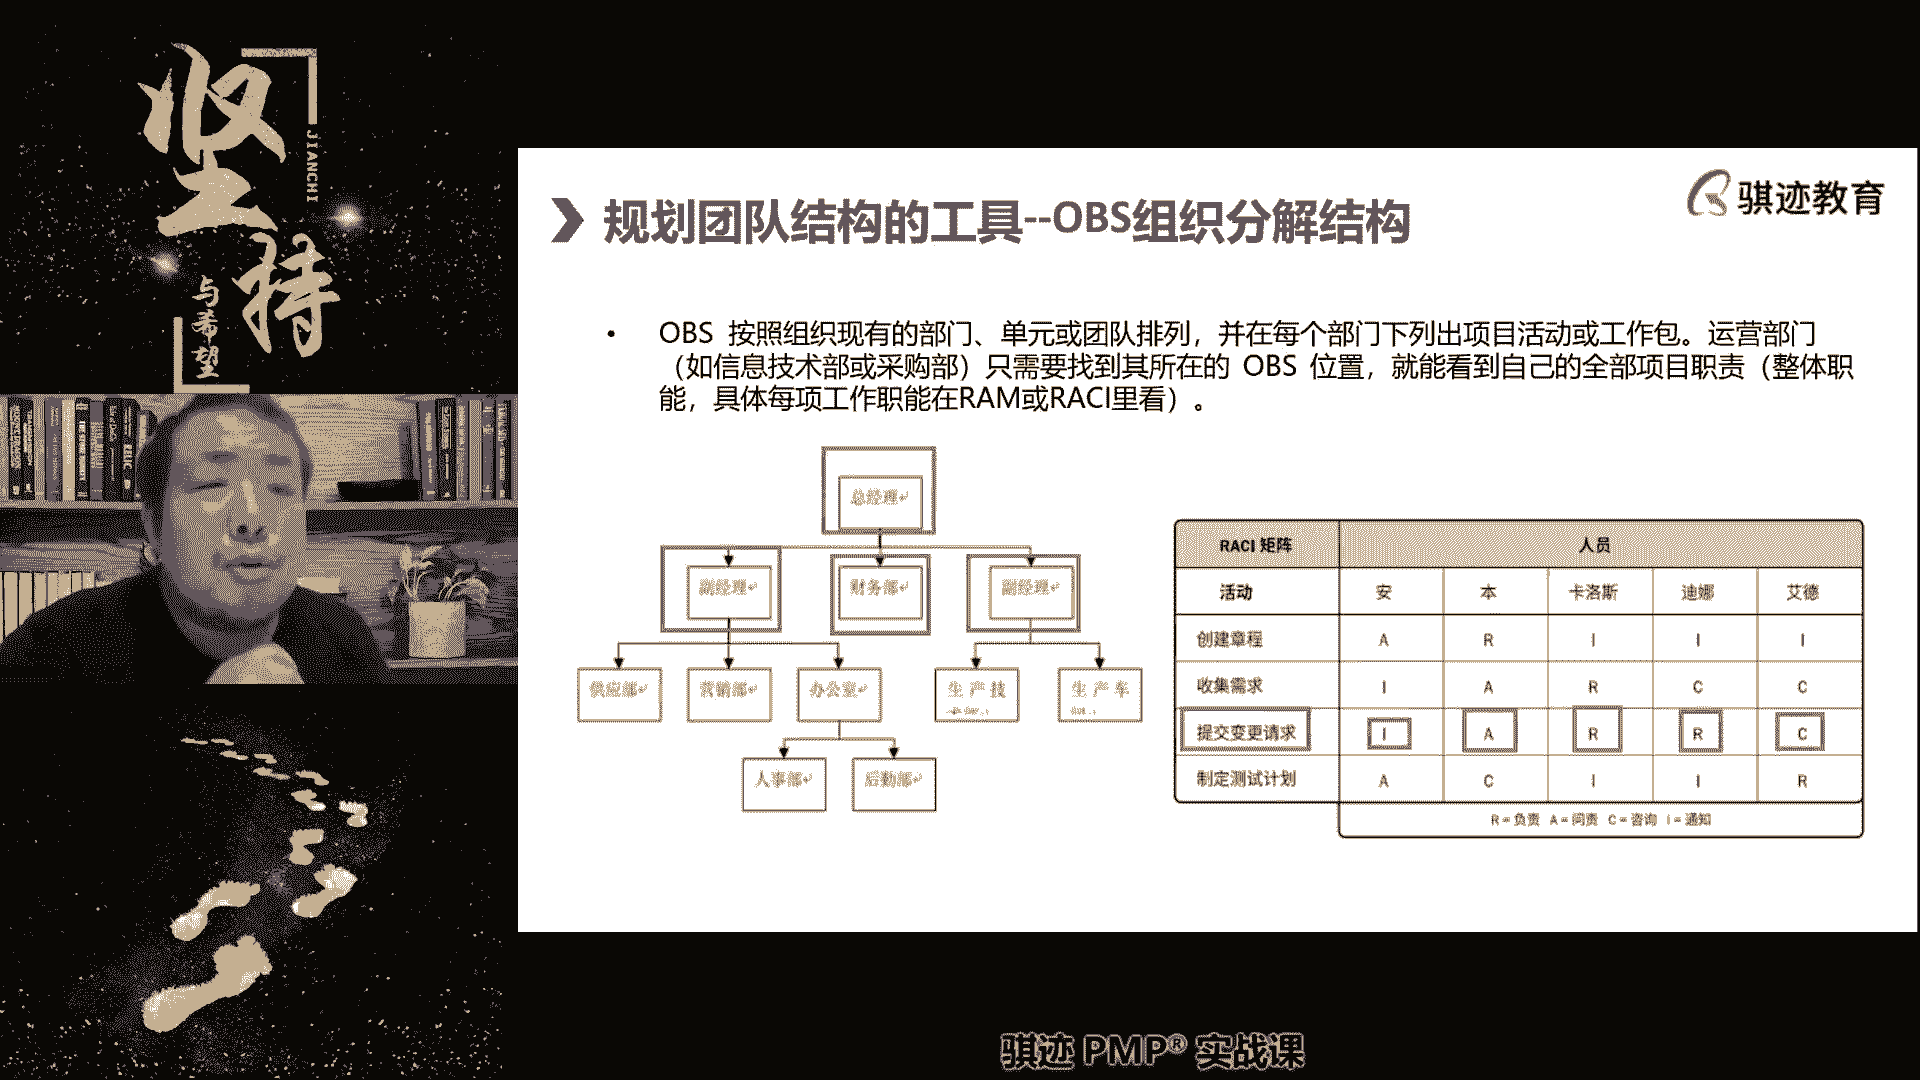 坚持
JIANCHI
与希望
骐迹教育
规划团队结构的工具--OBS组织分解结构
• OBS 按照组织现有的部门、单元或团队排列，并在每个部门下列出项目活动或工作包。运营部门
（如信息技术部或采购部）只需要找到其所在的 OBS 位置，就能看到自己的全部项目职责（整体职
能，具体每项工作职能在RAM或RACI里看）。
总经理
副经理 财务部 副经理
供应部 营销部 办公室 生产技 生产车
人事部 后勤部
RACI 矩阵 人员
活动 安 本 卡洛斯 迪娜 艾德
创建章程 A R I I I
收集需求 I A R C C
提交变更请求 I A R R C
制定测试计划 A C I I R
R = 负责 A = 问责 C = 咨询 I = 通知
骐迹 PMP® 实战课